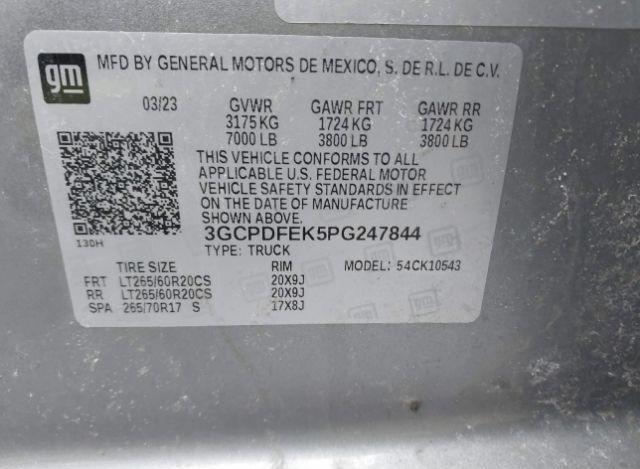 gm
MFD BY GENERAL MOTORS DE MEXICO, S. DE R.L. DE C.V.
03/23 GVWR GAWR FRT GAWR RR
3175 KG 1724 KG 1724 KG
7000 LB 3800 LB 3800 LB
THIS VEHICLE CONFORMS TO ALL
APPLICABLE U.S. FEDERAL MOTOR
VEHICLE SAFETY STANDARDS IN EFFECT
ON THE DATE OF MANUFACTURE
SHOWN ABOVE.
13DH 3GCPDFEK5PG247844
TYPE: TRUCK
TIRE SIZE RIM MODEL: 54CK10543
FRT LT265/60R20CS 20X9J
RR LT265/60R20CS 20X9J
SPA 265/70R17 S 17X8J